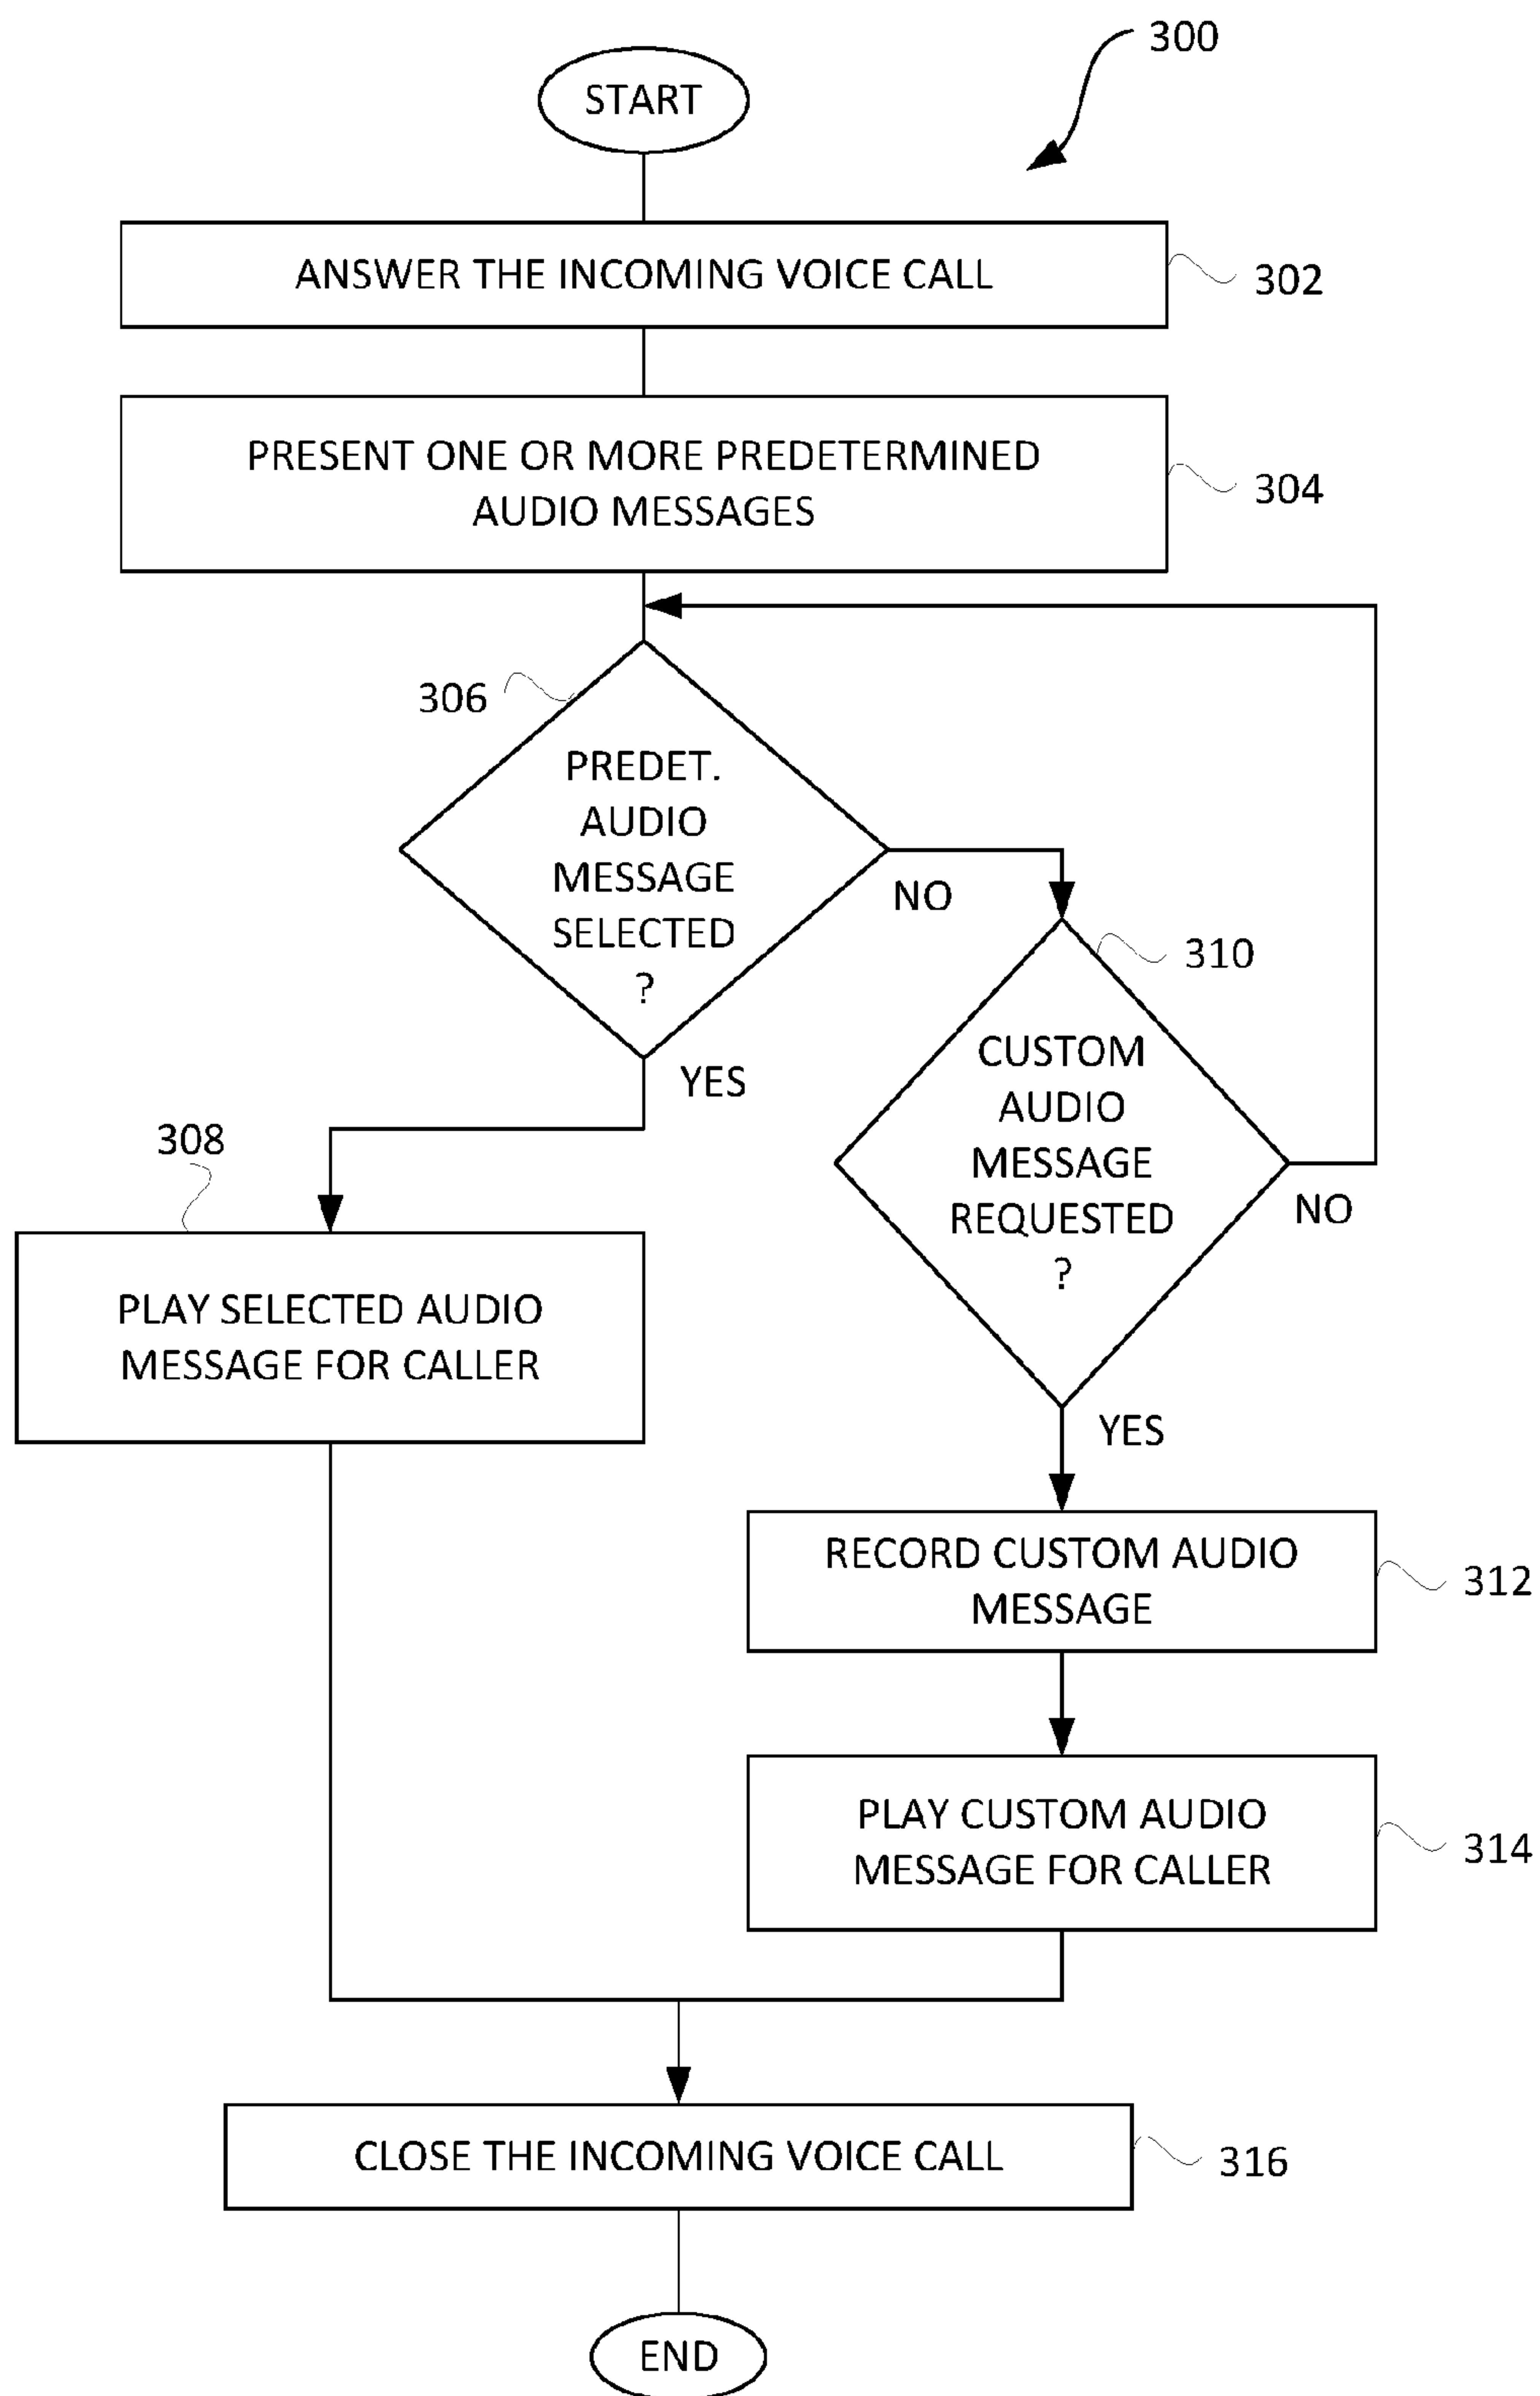 300
START
ANSWER THE INCOMING VOICE CALL
302
PRESENT ONE OR MORE PREDETERMINED
AUDIO MESSAGES
304
306
PREDET.
AUDIO
MESSAGE
SELECTED
?
NO
YES
310
CUSTOM
AUDIO
MESSAGE
REQUESTED
?
NO
YES
308
PLAY SELECTED AUDIO
MESSAGE FOR CALLER
RECORD CUSTOM AUDIO
MESSAGE
312
PLAY CUSTOM AUDIO
MESSAGE FOR CALLER
314
CLOSE THE INCOMING VOICE CALL
316
END